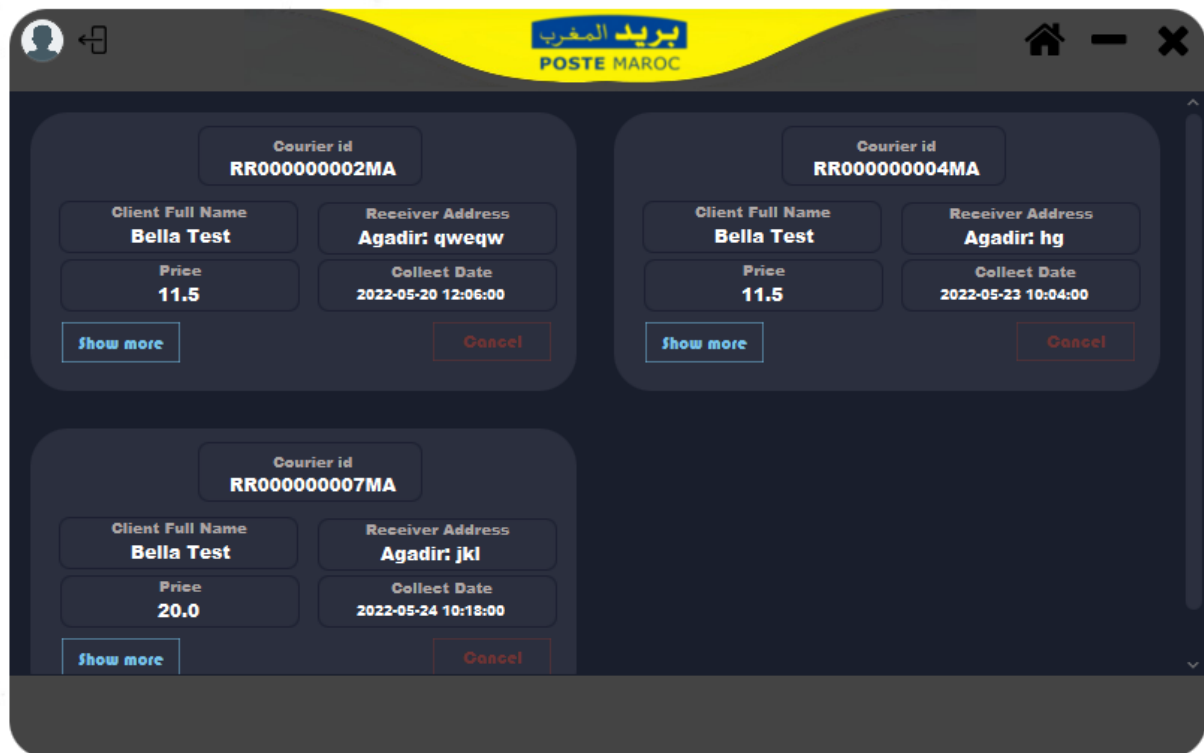 بريد المغرب
POSTE MAROC
Courier id
RR000000002MA
Client Full Name
Bella Test
Receiver Address
Agadir: qweqw
Price
11.5
Collect Date
2022-05-20 12:06:00
Show more
Cancel
Courier id
RR000000004MA
Client Full Name
Bella Test
Receiver Address
Agadir: hg
Price
11.5
Collect Date
2022-05-23 10:04:00
Show more
Cancel
Courier id
RR000000007MA
Client Full Name
Bella Test
Receiver Address
Agadir: jkl
Price
20.0
Collect Date
2022-05-24 10:18:00
Show more
Cancel